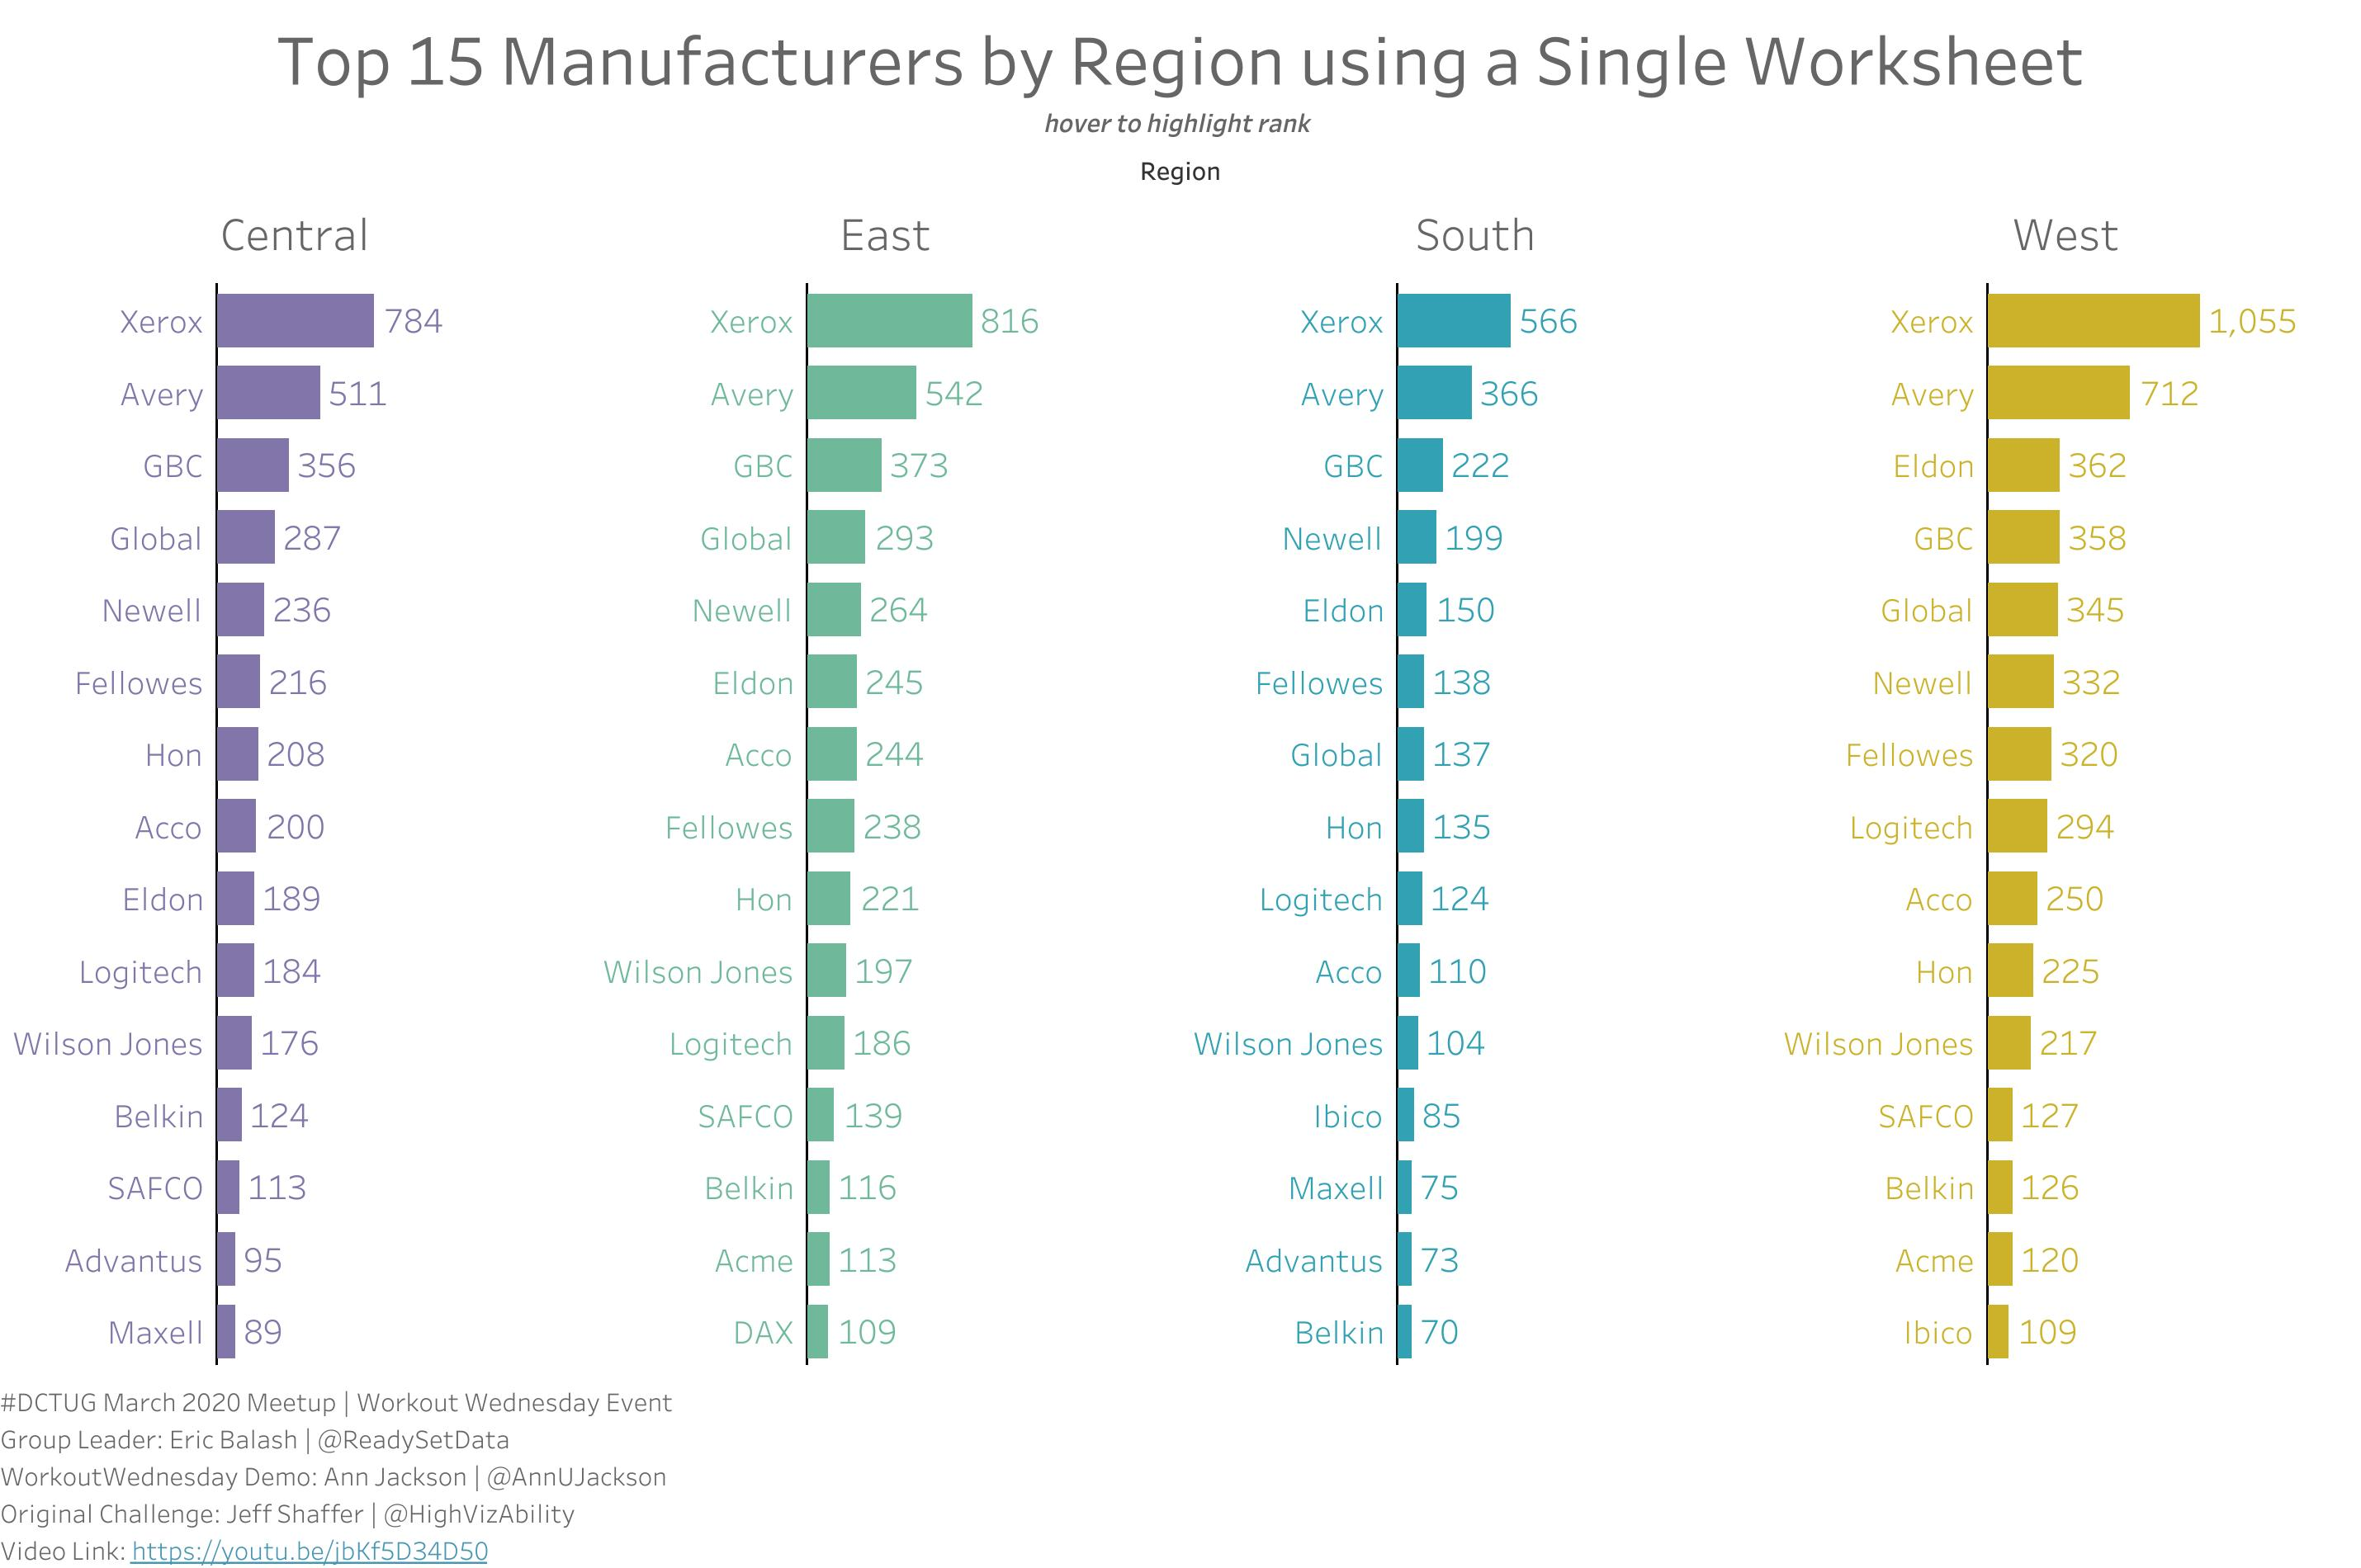 Top 15 Manufacturers by Region using a Single Worksheet
hover to highlight rank
Region
Central
Xerox 784
Avery 511
GBC 356
Global 287
Newell 236
Fellowes 216
Hon 208
Acco 200
Eldon 189
Logitech 184
Wilson Jones 176
Belkin 124
SAFCO 113
Advantus 95
Maxell 89
East
Xerox 816
Avery 542
GBC 373
Global 293
Newell 264
Eldon 245
Acco 244
Fellowes 238
Hon 221
Wilson Jones 197
Logitech 186
SAFCO 139
Belkin 116
Acme 113
DAX 109
South
Xerox 566
Avery 366
GBC 222
Newell 199
Eldon 150
Fellowes 138
Global 137
Hon 135
Logitech 124
Acco 110
Wilson Jones 104
Ibico 85
Maxell 75
Advantus 73
Belkin 70
West
Xerox 1,055
Avery 712
Eldon 362
GBC 358
Global 345
Newell 332
Fellowes 320
Logitech 294
Acco 250
Hon 225
Wilson Jones 217
SAFCO 127
Belkin 126
Acme 120
Ibico 109
#DCTUG March 2020 Meetup | Workout Wednesday Event
Group Leader: Eric Balash | @ReadySetData
WorkoutWednesday Demo: Ann Jackson | @AnnUJackson
Original Challenge: Jeff Shaffer | @HighVizAbility
Video Link: https://youtu.be/jbKf5D34D50